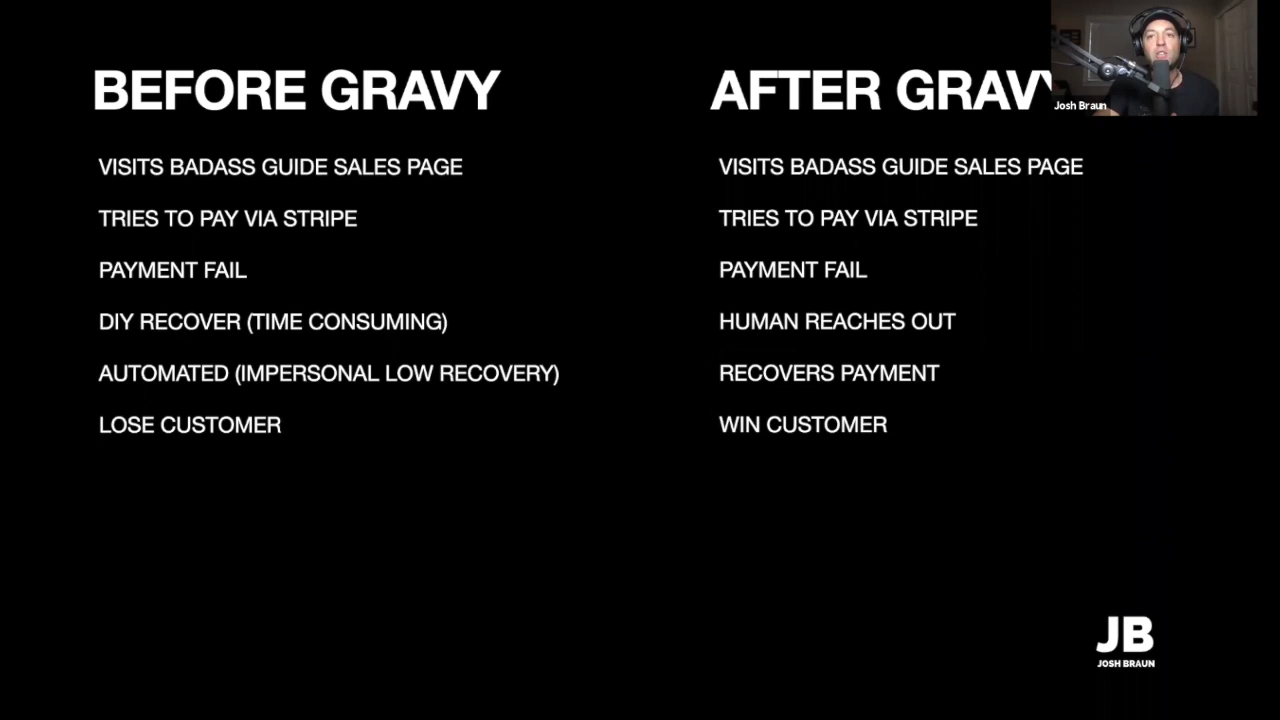 BEFORE GRAVY
VISITS BADASS GUIDE SALES PAGE
TRIES TO PAY VIA STRIPE
PAYMENT FAIL
DIY RECOVER (TIME CONSUMING)
AUTOMATED (IMPERSONAL LOW RECOVERY)
LOSE CUSTOMER
AFTER GRAVY
VISITS BADASS GUIDE SALES PAGE
TRIES TO PAY VIA STRIPE
PAYMENT FAIL
HUMAN REACHES OUT
RECOVERS PAYMENT
WIN CUSTOMER
Josh Braun
JB
JOSH BRAUN